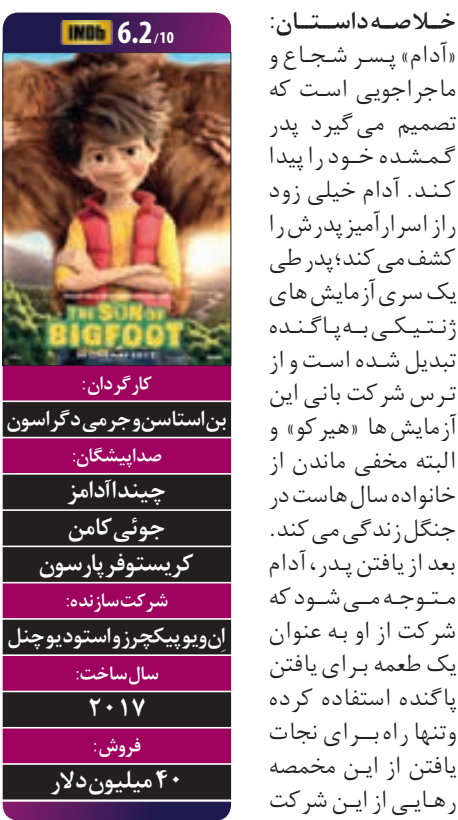 خلاصه داستان:
«آدام» پسر شجاع و
ماجراجویی است که
تصمیم می گیرد پدر
گمشده خود را پیدا
کند. آدام خیلی زود
راز اسرارآمیز پدرش را
کشف می کند؛ پدر طی
یک سری آزمایش های
ژنتیکی به پاگنده
تبدیل شده است و از
ترس شرکت بانی این
آزمایش ها «هیرکو» و
البته مخفی ماندن از
خانواده سال هاست در
جنگل زندگی می کند.
بعد از یافتن پدر، آدام
متوجه می شود که
شرکت از او به عنوان
یک طعمه برای یافتن
پاگنده استفاده کرده
وتنها راه برای نجات
یافتن از این مخمصه
رهایی از این شرکت
IMDb 6.2/10
THE SON OF
BIGFOOT
کارگردان:
بن استاسن و جرمی دگراسون
صداپیشگان:
چیندا آدامز
جوئی کامن
کریستوفر پارسون
شرکت سازنده:
اِن ویو پیکچرز و استودیو چنل
سال ساخت:
۲۰۱۷
فروش:
۴۰ میلیون دلار